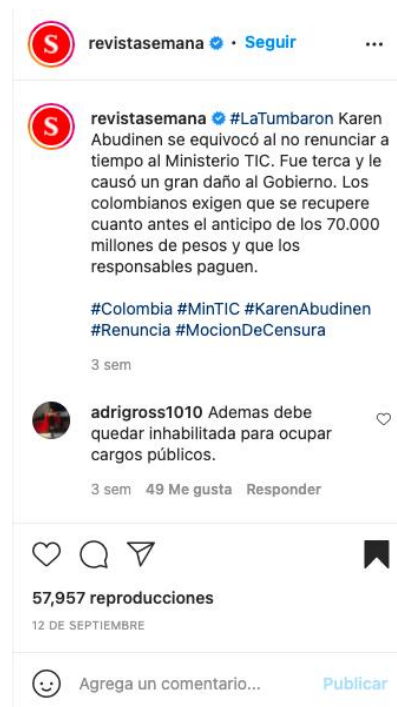 S
revistasemana • Seguir
S
revistasemana #LaTumbaron Karen
Abudinen se equivocó al no renunciar a
tiempo al Ministerio TIC. Fue terca y le
causó un gran daño al Gobierno. Los
colombianos exigen que se recupere
cuanto antes el anticipo de los 70.000
millones de pesos y que los
responsables paguen.
#Colombia #MinTIC #KarenAbudinen
#Renuncia #MocionDeCensura
3 sem
adrigross1010 Ademas debe
quedar inhabilitada para ocupar
cargos públicos.
3 sem 49 Me gusta Responder
57,957 reproducciones
12 DE SEPTIEMBRE
Agrega un comentario... Publicar